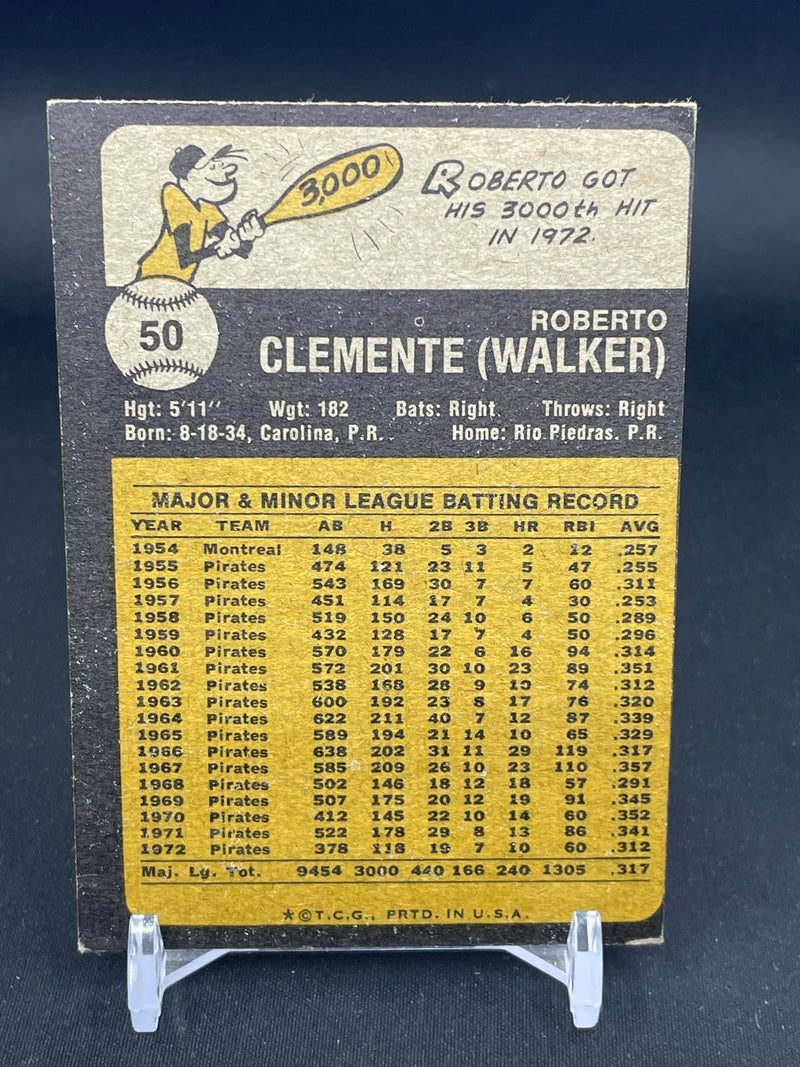 3,000
ROBERTO GOT
HIS 3000th HIT
IN 1972.
50
ROBERTO
CLEMENTE (WALKER)
Hgt: 5'11" Wgt: 182 Bats: Right Throws: Right
Born: 8-18-34, Carolina, P.R. Home: Rio Piedras, P.R.
MAJOR & MINOR LEAGUE BATTING RECORD
YEAR TEAM AB H 2B 3B HR RBI AVG
1954 Montreal 148 38 5 3 2 12 .257
1955 Pirates 474 121 23 11 5 47 .255
1956 Pirates 543 169 30 7 7 60 .311
1957 Pirates 451 114 17 7 4 30 .253
1958 Pirates 519 150 24 10 6 50 .289
1959 Pirates 432 128 17 7 4 50 .296
1960 Pirates 570 179 22 6 16 94 .314
1961 Pirates 572 201 30 10 23 89 .351
1962 Pirates 538 168 28 9 10 74 .312
1963 Pirates 600 192 23 8 17 76 .320
1964 Pirates 622 211 40 7 12 87 .339
1965 Pirates 589 194 21 14 10 65 .329
1966 Pirates 638 202 31 11 29 119 .317
1967 Pirates 585 209 26 10 23 110 .357
1968 Pirates 502 146 18 12 18 57 .291
1969 Pirates 507 175 20 12 19 91 .345
1970 Pirates 412 145 22 10 14 60 .352
1971 Pirates 522 178 29 8 13 86 .341
1972 Pirates 378 118 19 7 10 60 .312
Maj. Lg. Tot. 9454 3000 440 166 240 1305 .317
★©T.C.G., PRTD. IN U.S.A.